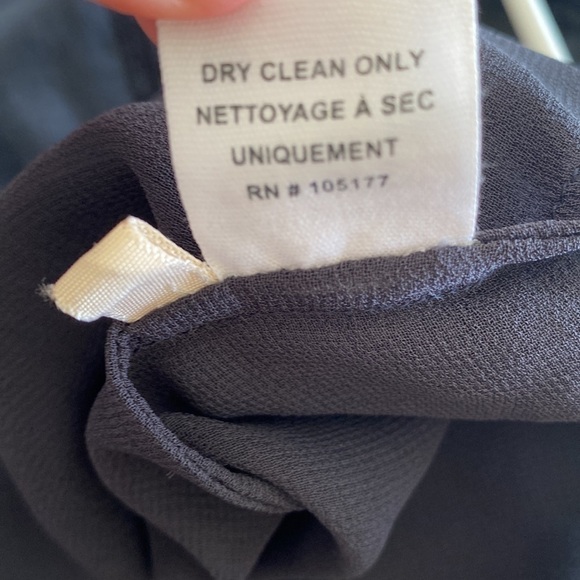 DRY CLEAN ONLY
NETTOYAGE À SEC
UNIQUEMENT
RN # 105177